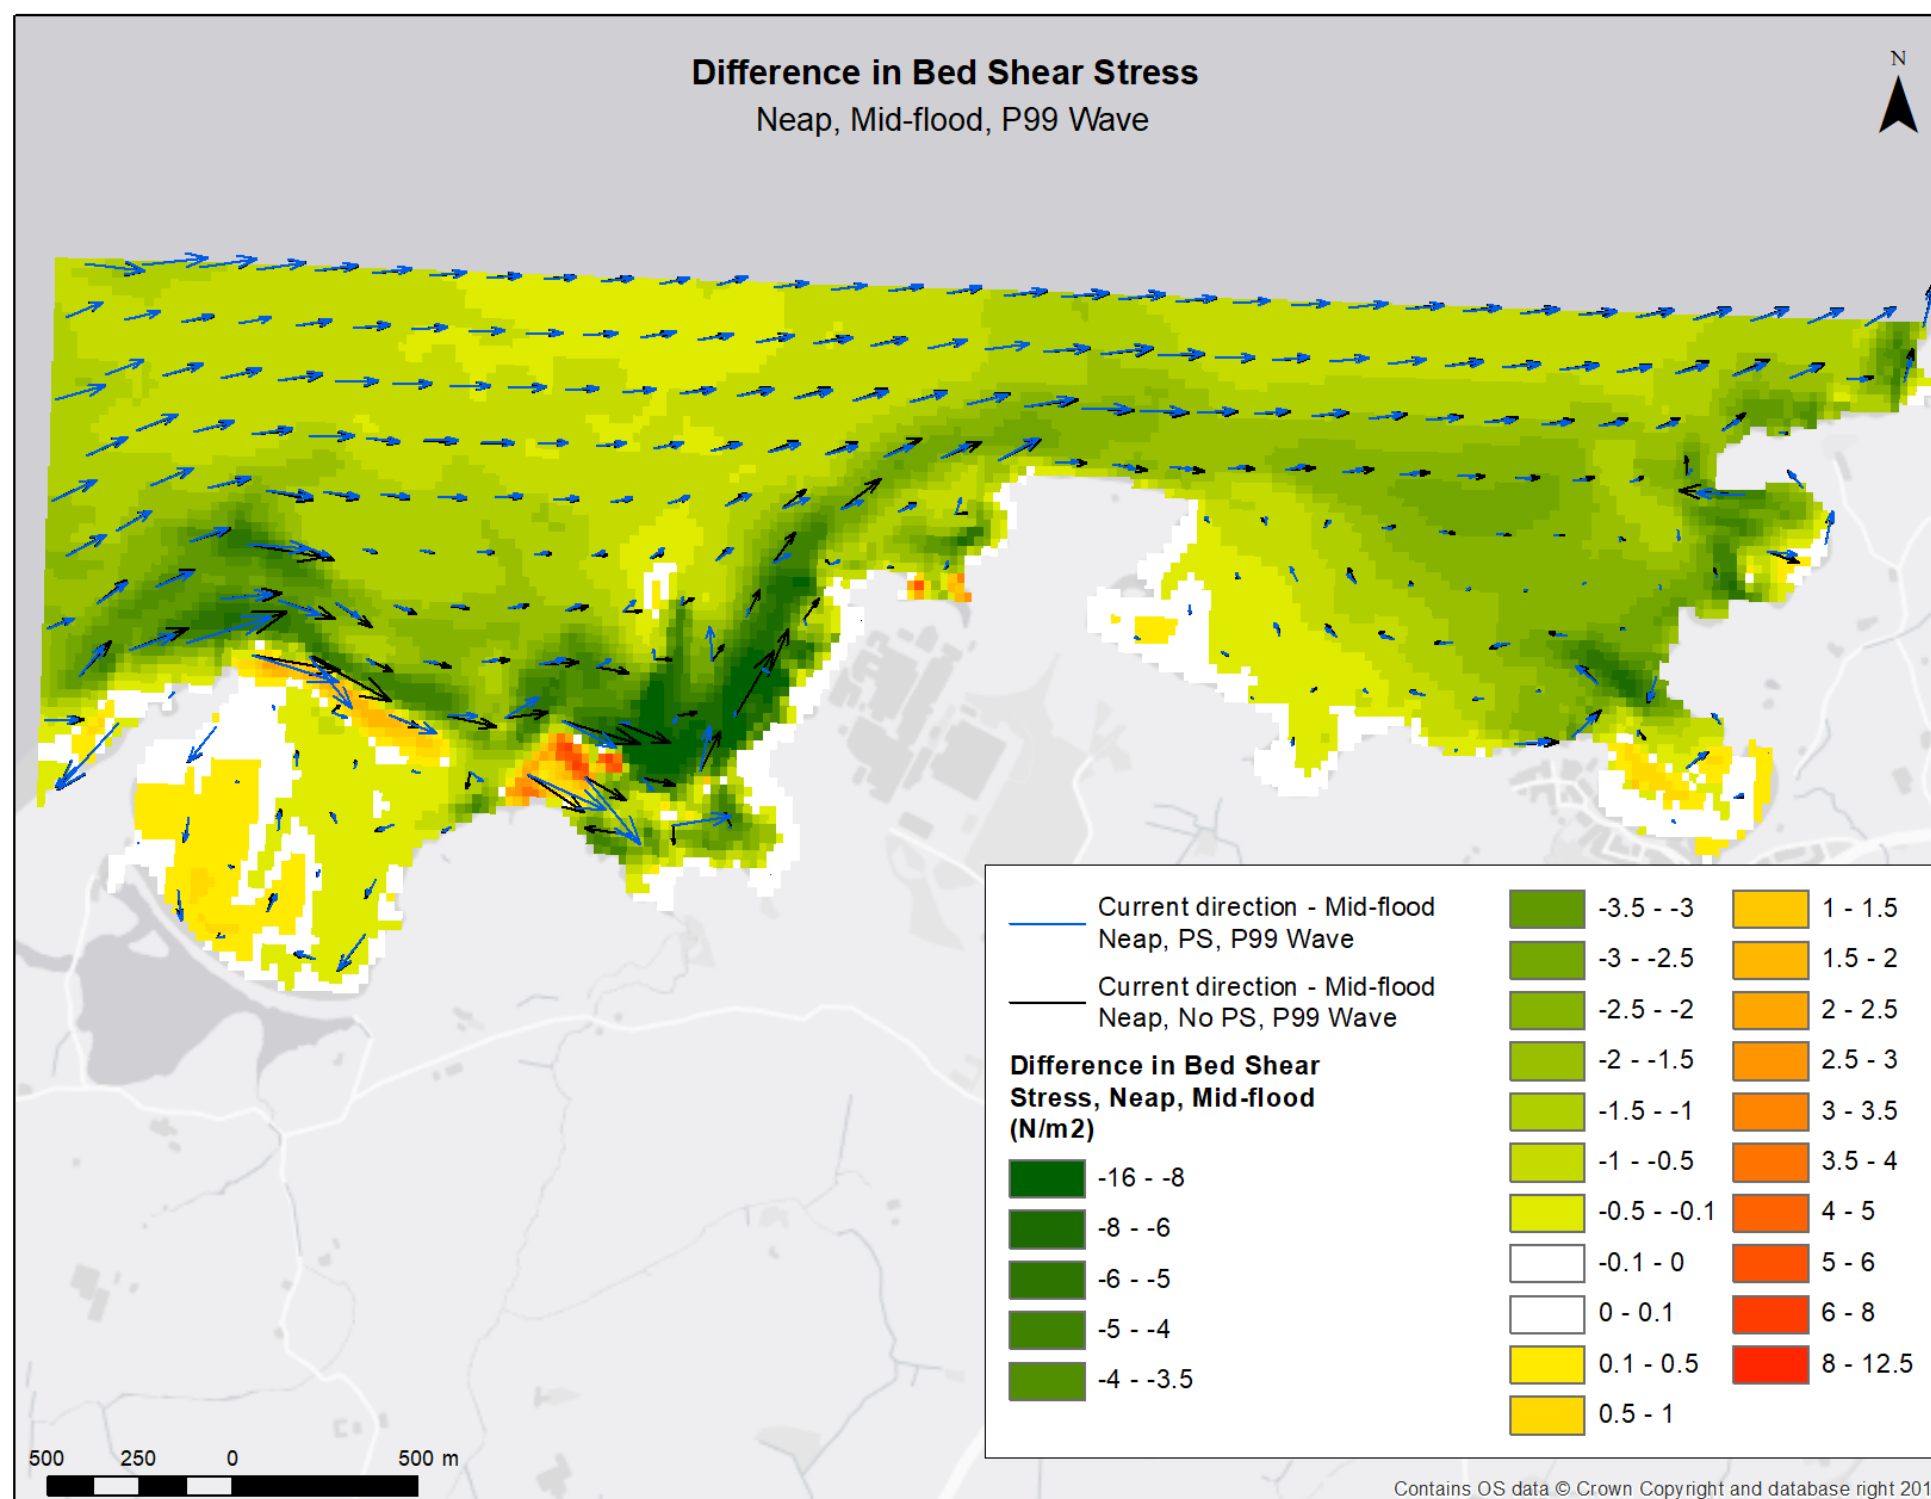 Difference in Bed Shear Stress
Neap, Mid-flood, P99 Wave
N
Current direction - Mid-flood
Neap, PS, P99 Wave
Current direction - Mid-flood
Neap, No PS, P99 Wave
Difference in Bed Shear
Stress, Neap, Mid-flood
(N/m2)
-16 - -8
-8 - -6
-6 - -5
-5 - -4
-4 - -3.5
-3.5 - -3
-3 - -2.5
-2.5 - -2
-2 - -1.5
-1.5 - -1
-1 - -0.5
-0.5 - -0.1
-0.1 - 0
0 - 0.1
0.1 - 0.5
0.5 - 1
1 - 1.5
1.5 - 2
2 - 2.5
2.5 - 3
3 - 3.5
3.5 - 4
4 - 5
5 - 6
6 - 8
8 - 12.5
500 250 0 500 m
Contains OS data © Crown Copyright and database right 201